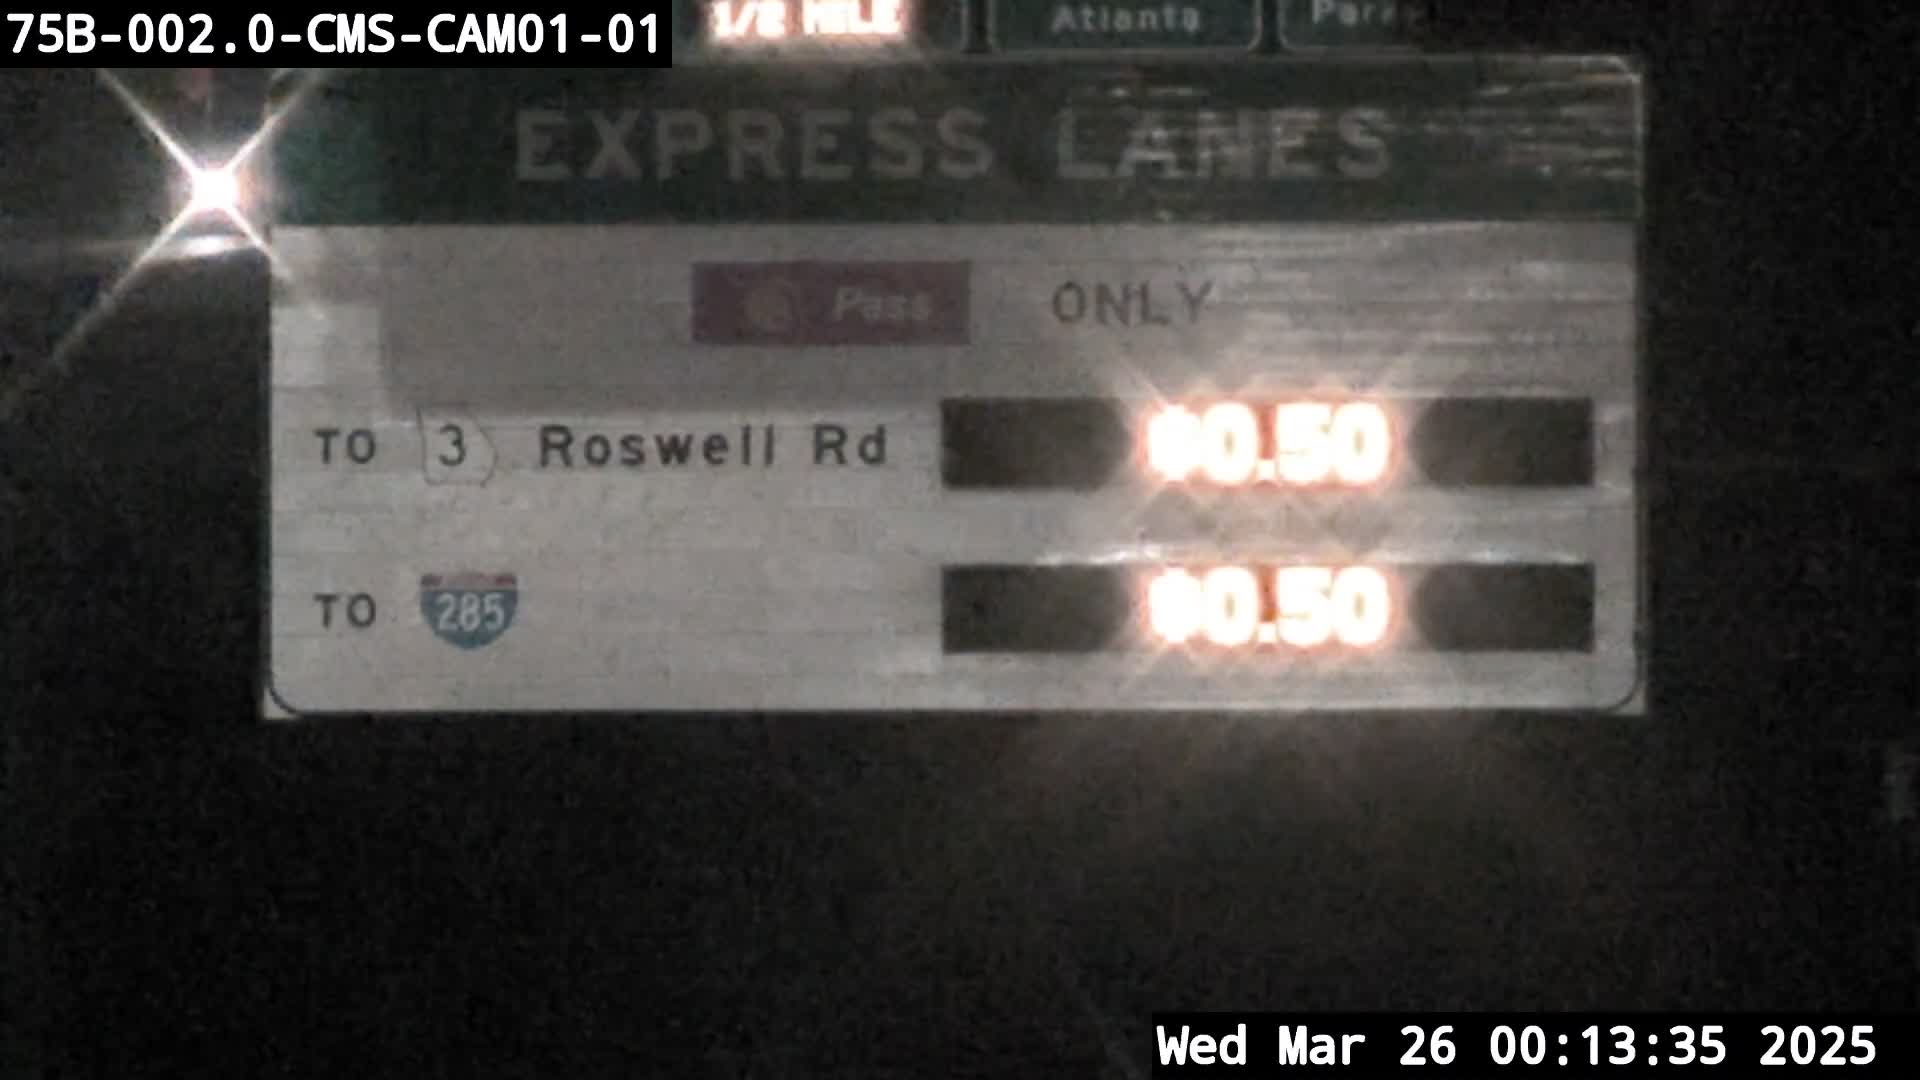 75B-002.0-CMS-CAM01-01
1/2 MILE
Atlanta
EXPRESS LANES
Pass ONLY
TO 3 Roswell Rd $0.50
TO 285 $0.50
Wed Mar 26 00:13:35 2025